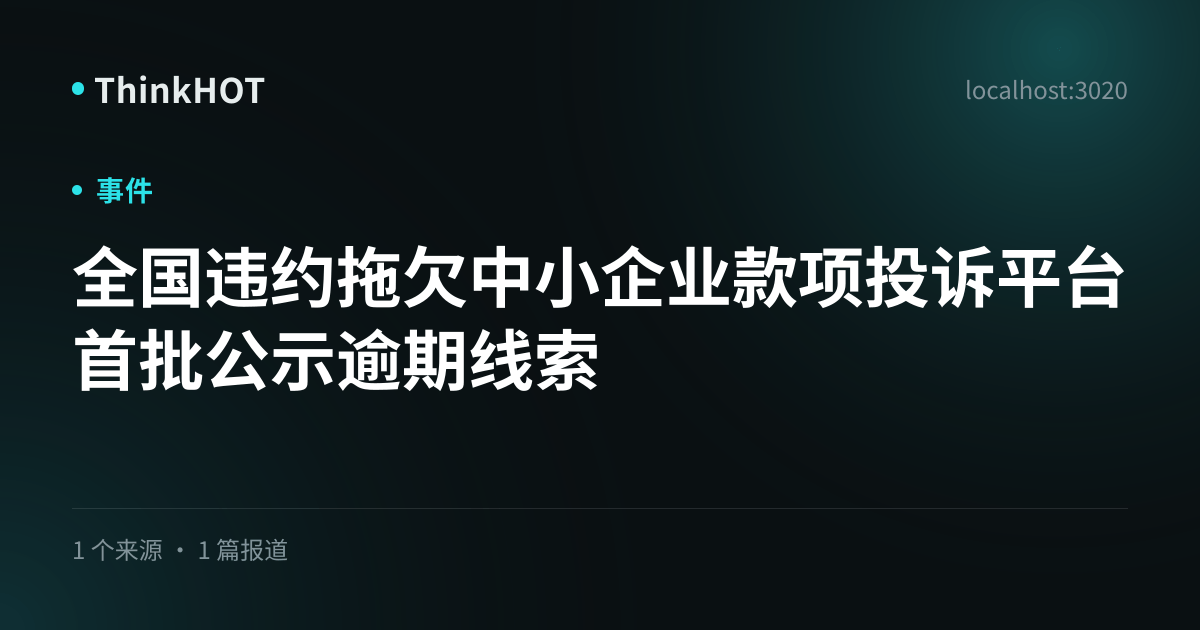 ThinkHOT
localhost:3020
事件
全国违约拖欠中小企业款项投诉平台
首批公示逾期线索
1 个来源 · 1 篇报道